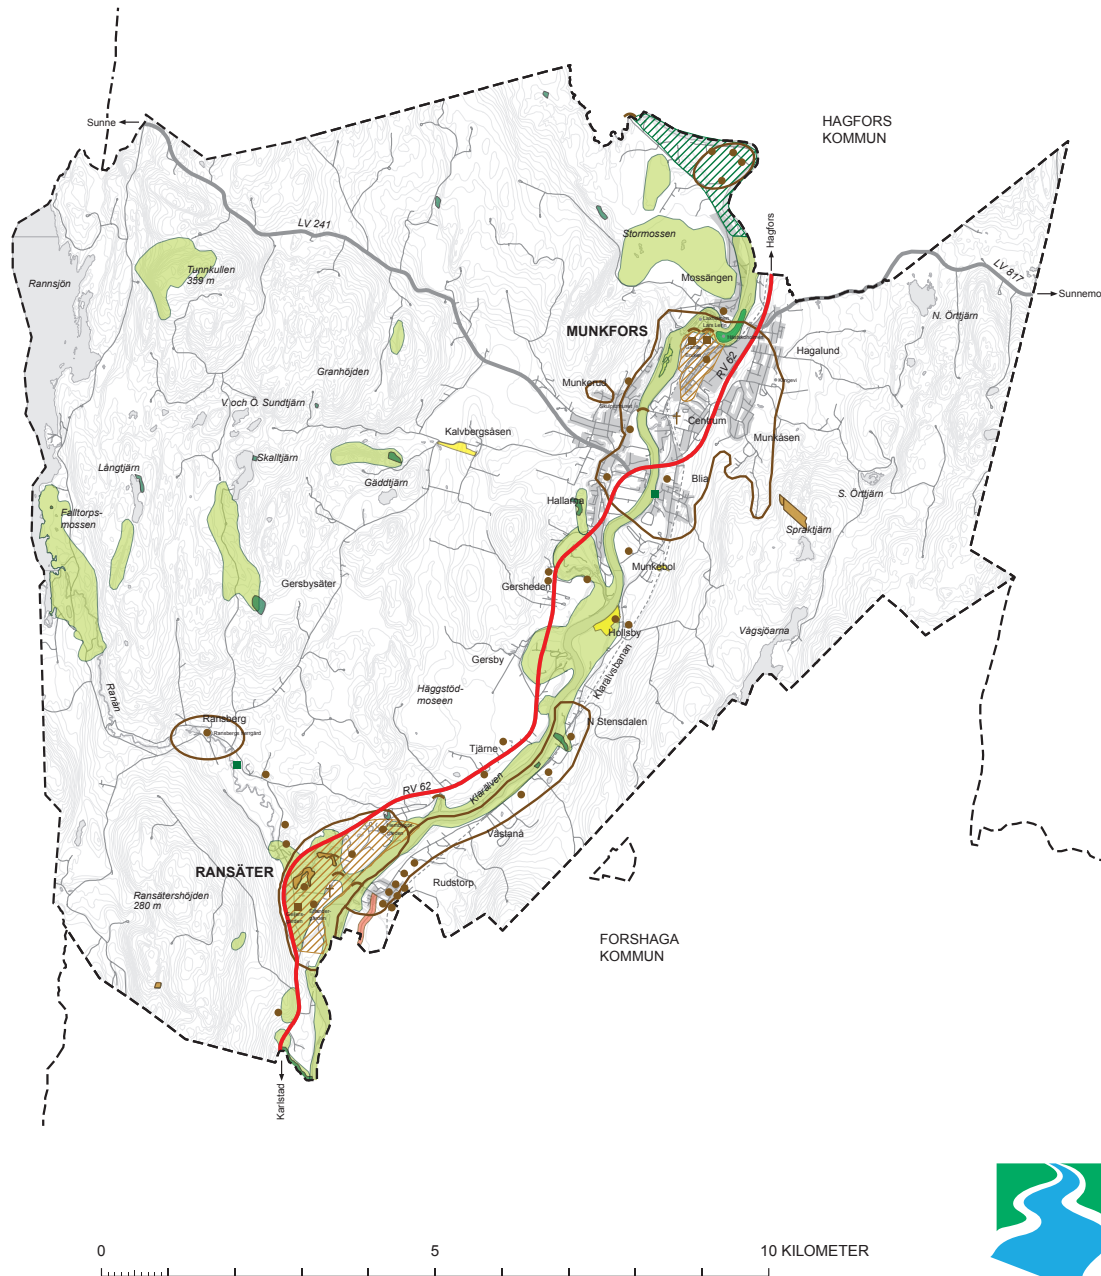 HAGFORS
KOMMUN
Sunne
Hagfors
LV 241
Stormossen
Rannsjön
Tunnkullen
359 m
Mossängen
LV 817
Sunnemo
N. Örttjärn
MUNKFORS
RV 62
Hagalund
Granhöjden
Munkerud
V. och Ö. Sundtjärn
Centrum
Kalvbergsåsen
Munkåsen
Skalltjärn
Långtjärn
Gäddtjärn
Blia
S. Örttjärn
Hallarna
Falltorps-
mossen
Spraktjärn
Munkebol
Gersbysäter
Gersheden
Hollsby
Vågsjöarna
Gersby
Klarälvsbanan
Häggstöd-
moseen
Ranån
Ransberg
Ransbergs Herrgård
N Stensdalen
Tjärne
Klarälven
RV 62
Västanå
RANSÄTER
Rudstorp
Ransätershöjden
280 m
FORSHAGA
KOMMUN
Karlstad
0 5 10 KILOMETER